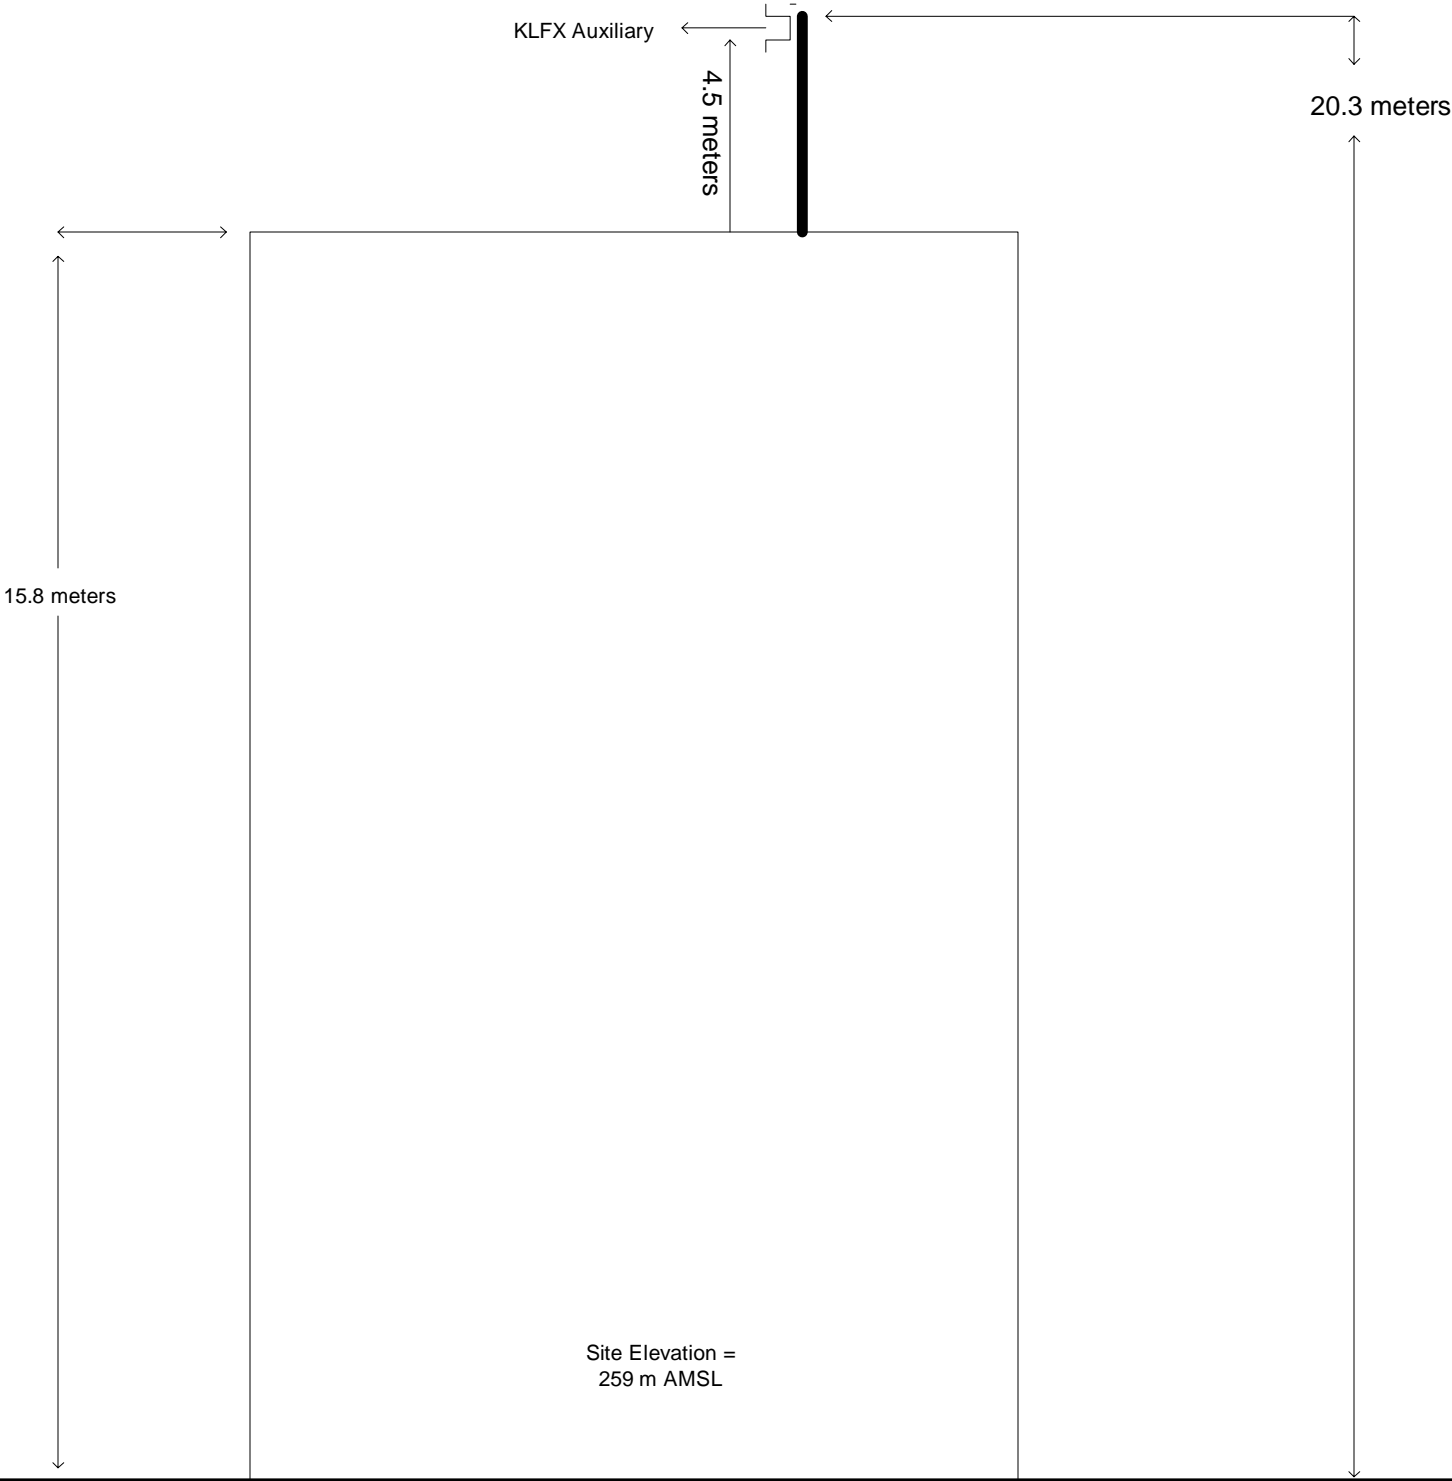 KLFX Auxiliary
4.5 meters
20.3 meters
15.8 meters
Site Elevation =
259 m AMSL